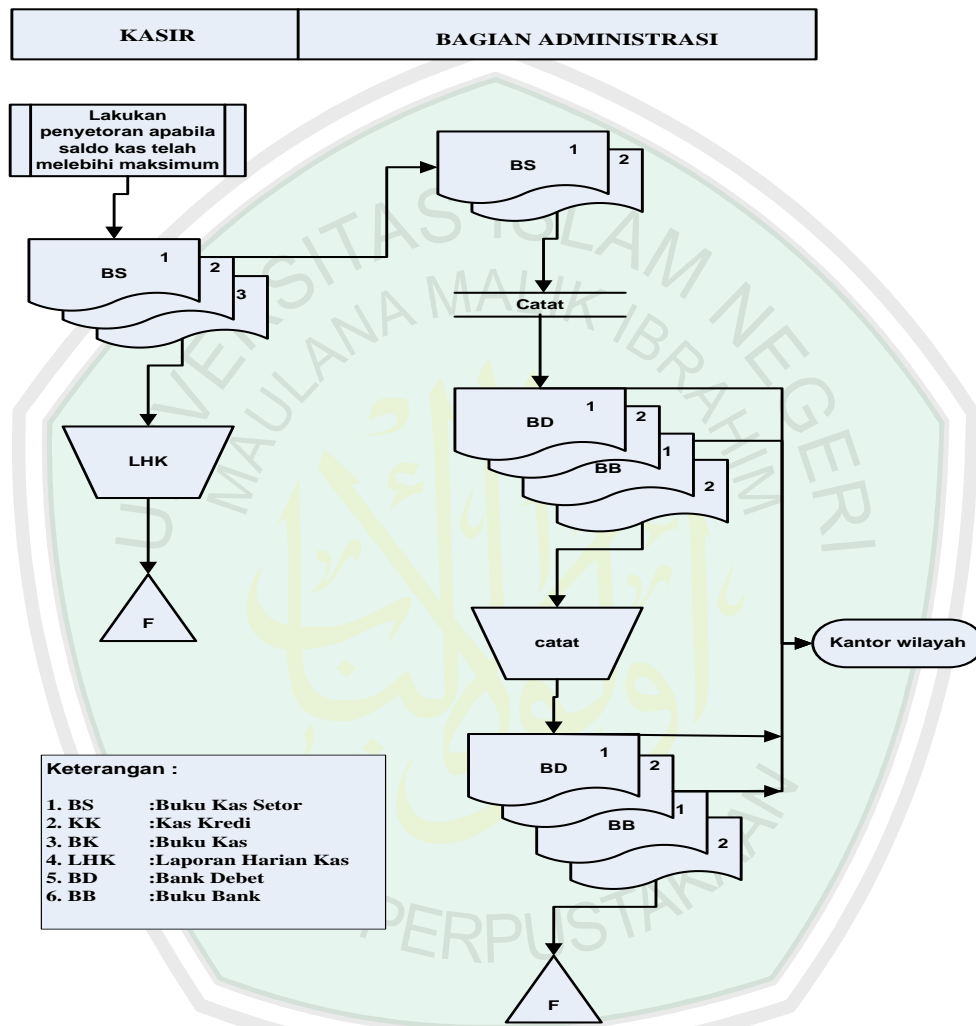 KASIR
BAGIAN ADMINISTRASI
Lakukan
penyetoran apabila
saldo kas telah
melebihi maksimum
BS 1
2
3
LHK
F
BS 1
2
Catat
BD 1
2
BB 1
2
catat
Kantor wilayah
BD 1
2
BB 1
2
F
Keterangan :
1. BS :Buku Kas Setor
2. KK :Kas Kredi
3. BK :Buku Kas
4. LHK :Laporan Harian Kas
5. BD :Bank Debet
6. BB :Buku Bank
UNIVERSITAS ISLAM NEGERI
MAULANA MALIK IBRAHIM
PERPUSTAKAAN